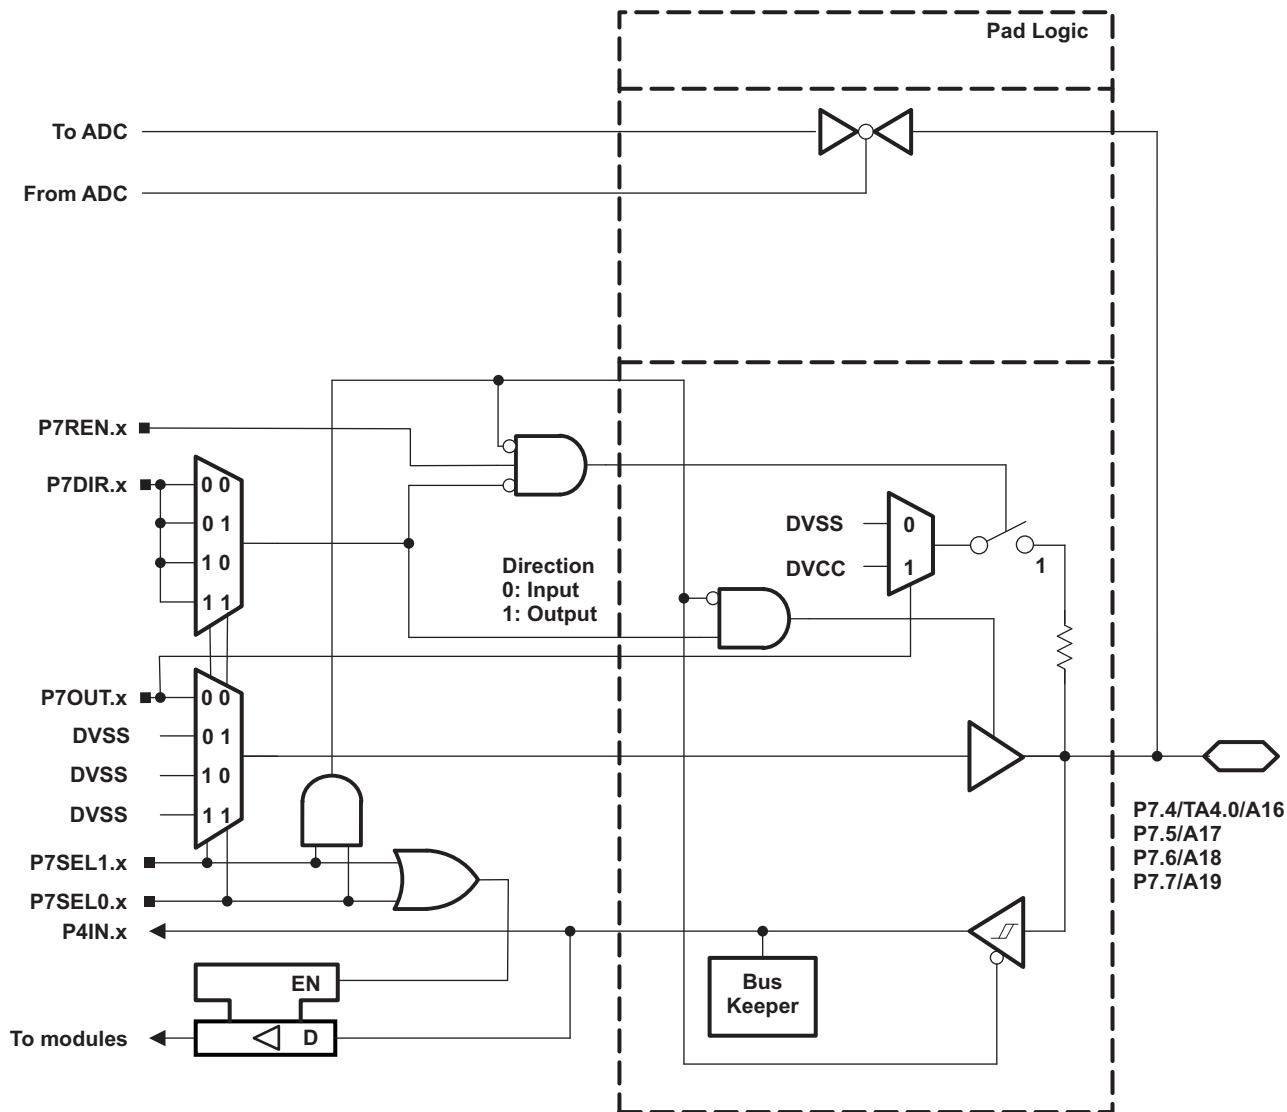 Pad Logic
To ADC
From ADC
P7REN.x
P7DIR.x
0 0
0 1
1 0
1 1
DVSS
0
DVCC
1
1
Direction
0: Input
1: Output
P7OUT.x
0 0
DVSS
0 1
DVSS
1 0
DVSS
1 1
P7.4/TA4.0/A16
P7.5/A17
P7.6/A18
P7.7/A19
P7SEL1.x
P7SEL0.x
P4IN.x
EN
Bus
Keeper
To modules
D